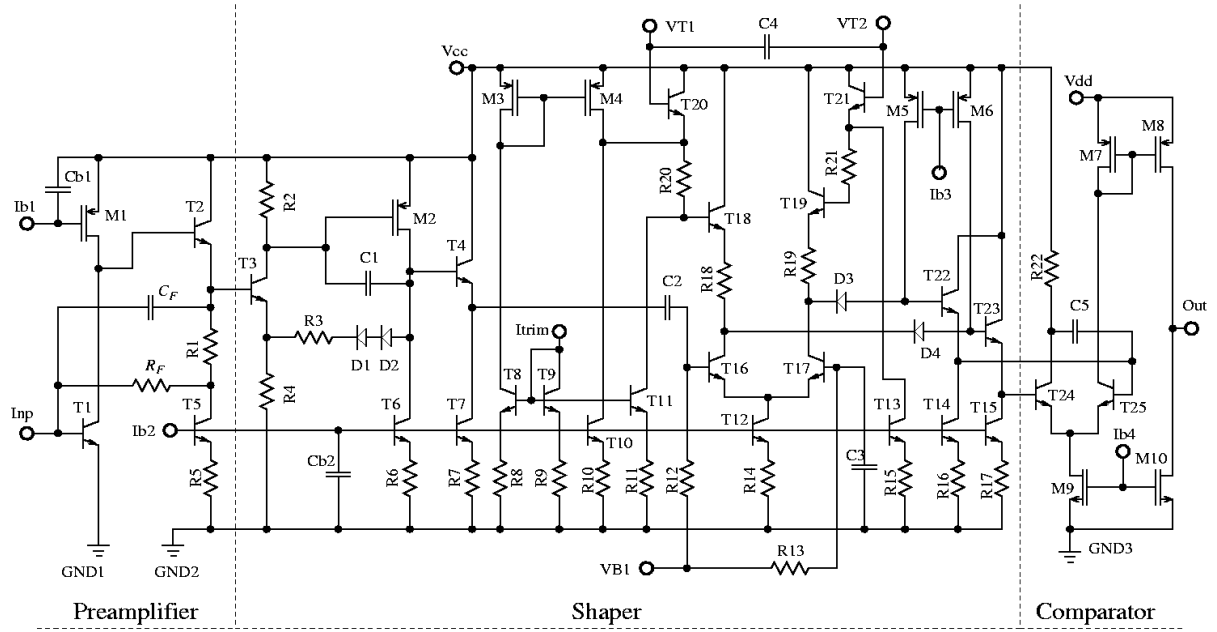 VT1
C4
VT2
Vcc
Vdd
M3
M4
T20
T21
M5
M6
M7
M8
Cb1
Ib1
M1
T2
R2
M2
R20
R21
Ib3
T19
T18
T3
C1
T4
C2
R18
R19
D3
T22
R22
C_F
R1
R3
D1
D2
Itrim
D4
T23
C5
Out
R_F
R4
T8
T9
T11
T16
T17
T24
T25
Inp
T1
T5
Ib2
T6
T7
T10
T12
T13
T14
T15
Ib4
R5
Cb2
R6
R7
R8
R9
R10
R11
R12
R14
C3
R15
R16
R17
M9
M10
GND1
GND2
VB1
R13
GND3
Preamplifier
Shaper
Comparator